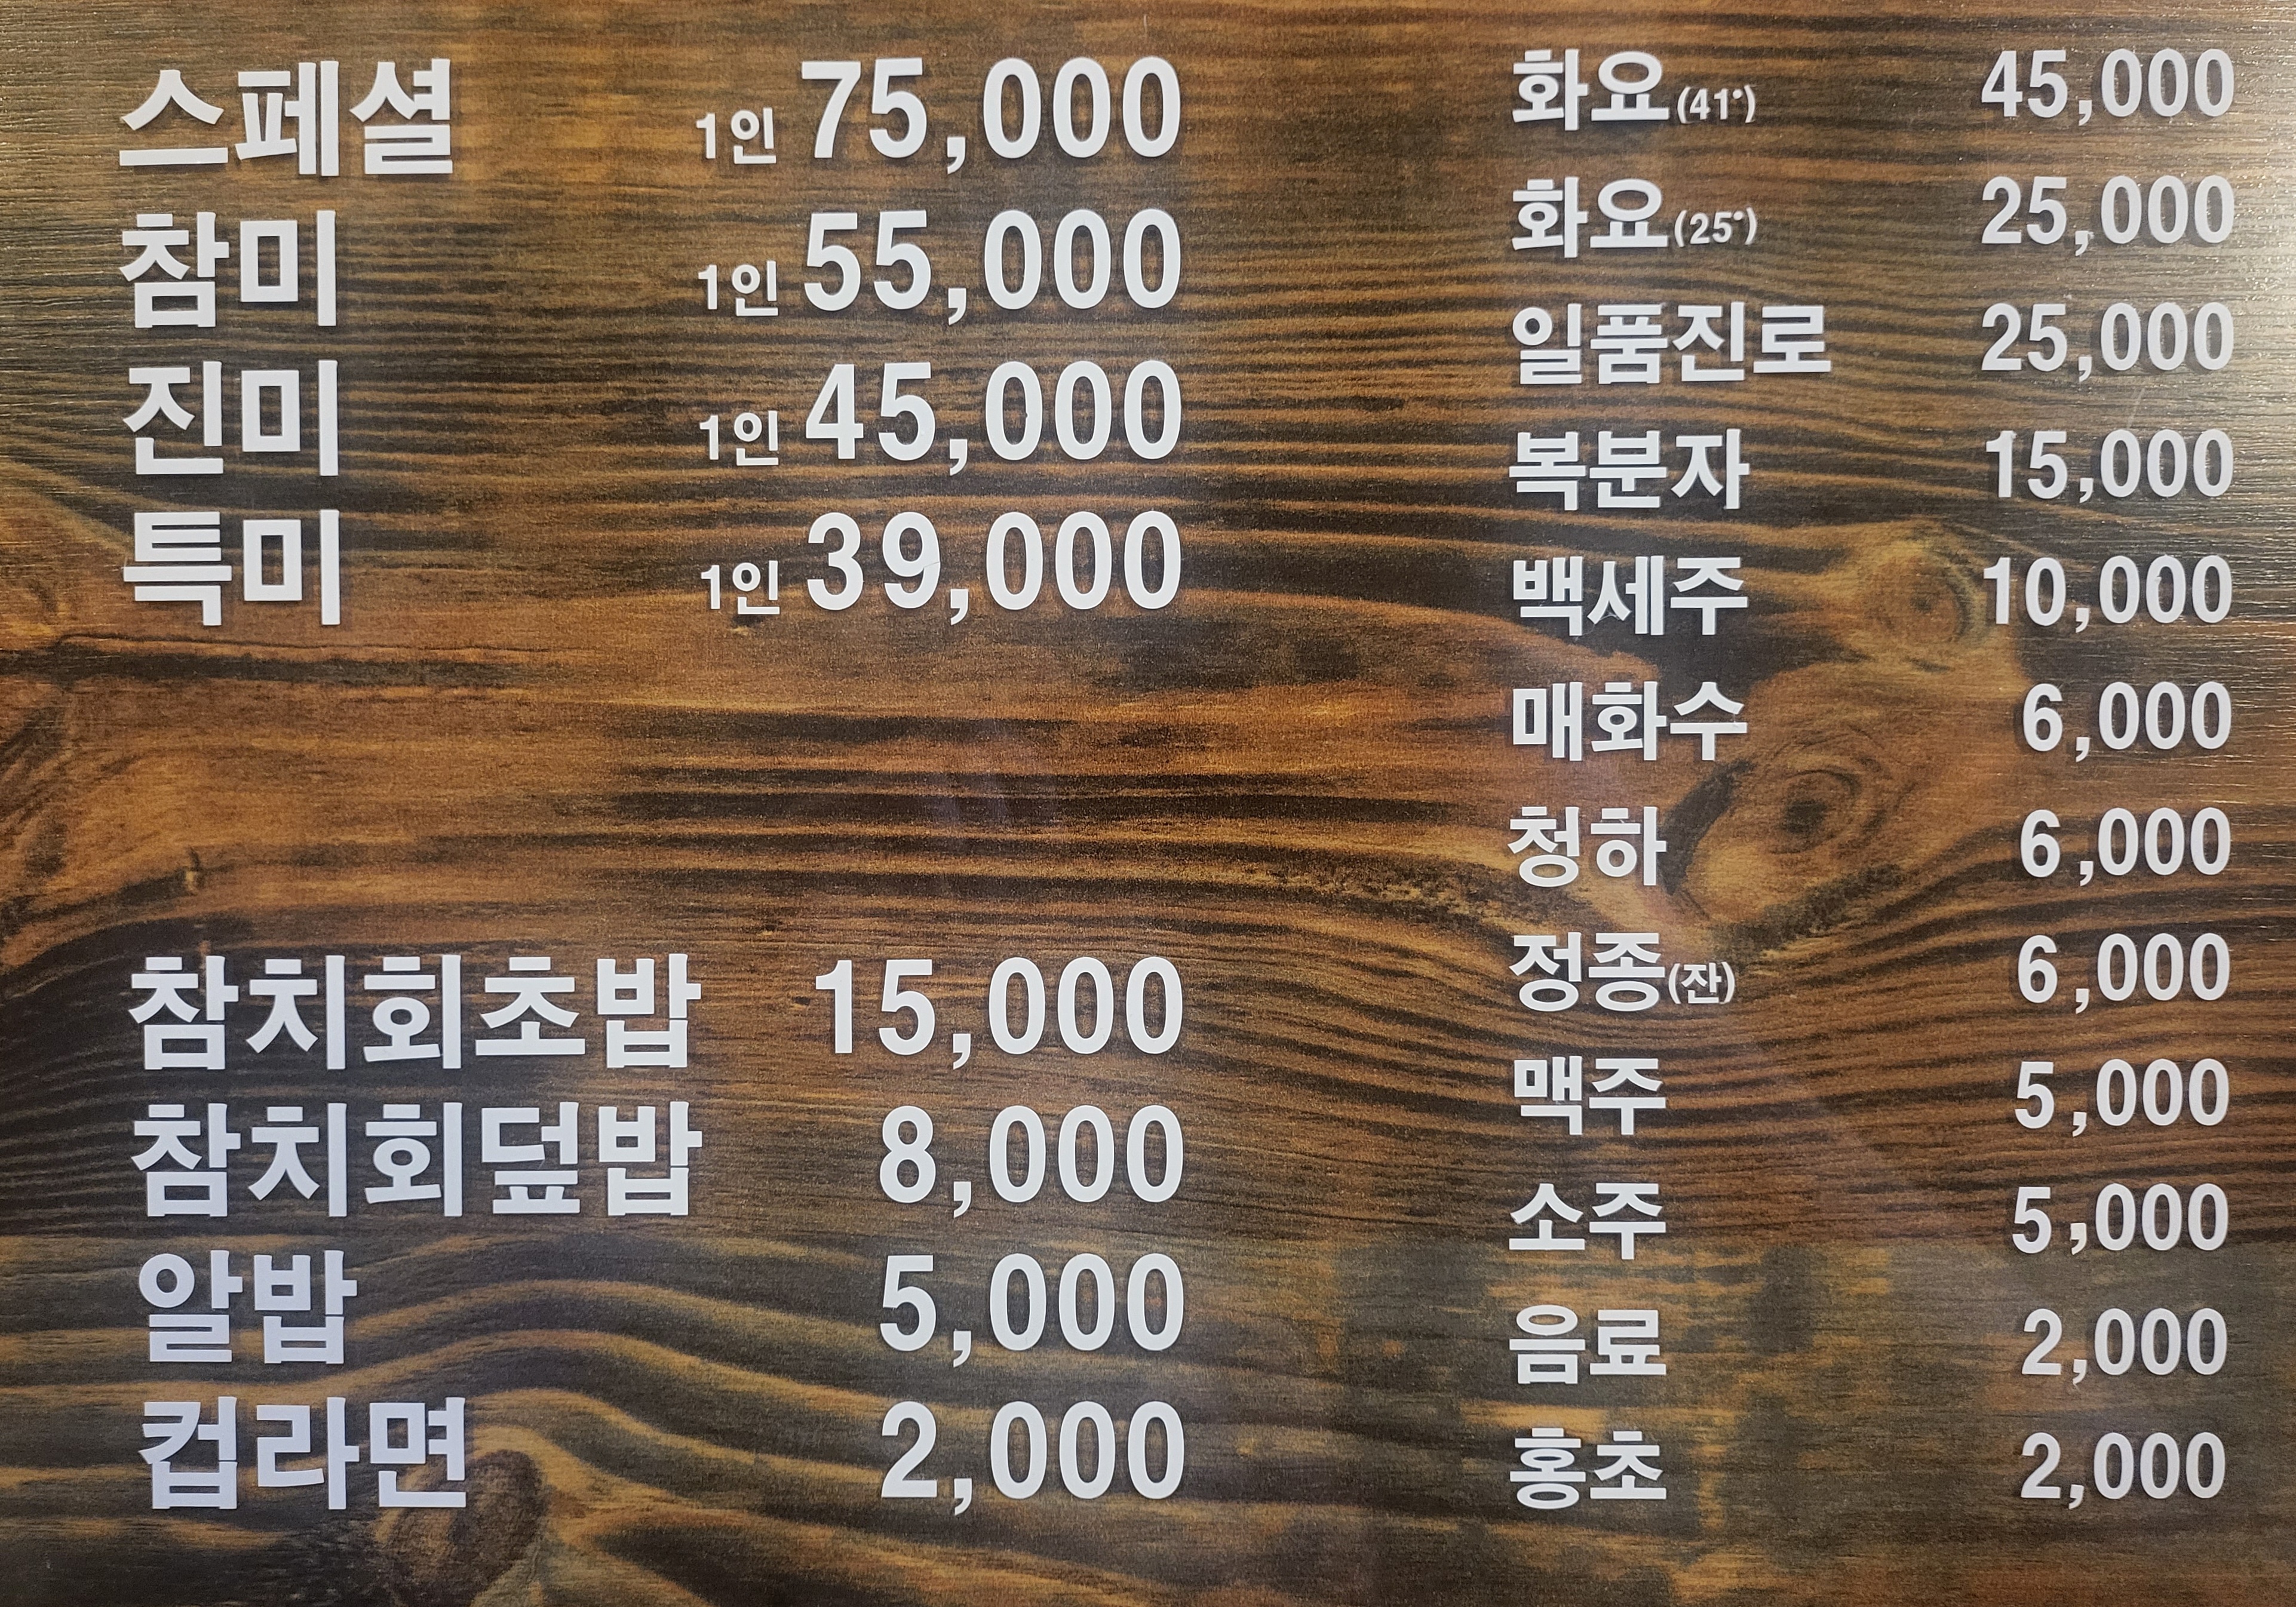 스페셜 1인 75,000
참미 1인 55,000
진미 1인 45,000
특미 1인 39,000
참치회초밥 15,000
참치회덮밥 8,000
알밥 5,000
컵라면 2,000
화요(41°) 45,000
화요(25°) 25,000
일품진로 25,000
복분자 15,000
백세주 10,000
매화수 6,000
청하 6,000
정종(잔) 6,000
맥주 5,000
소주 5,000
음료 2,000
홍초 2,000